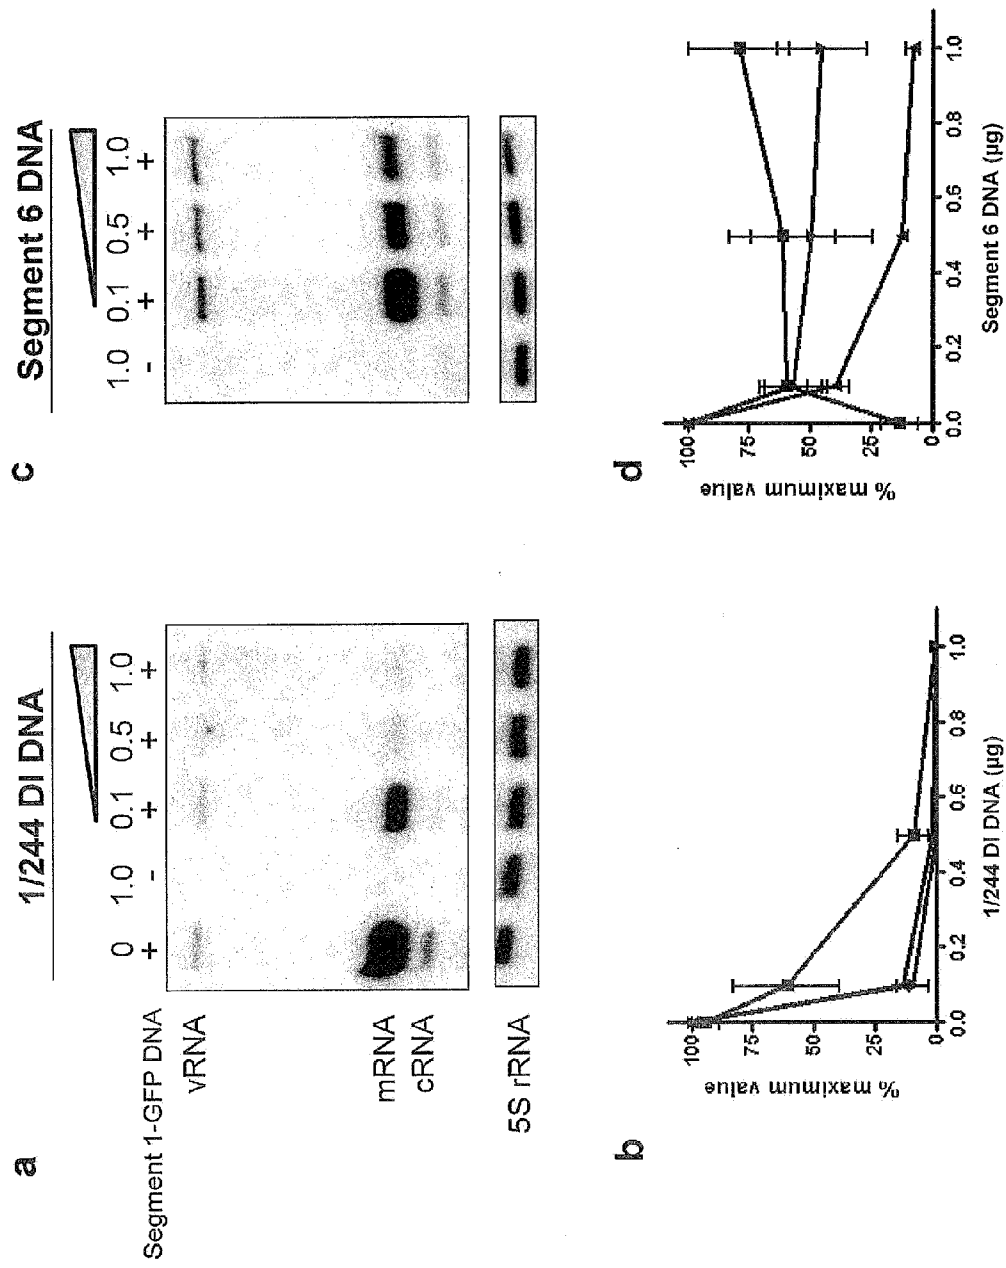 a
1/244 DI DNA
0 1.0 0.1 0.5 1.0
Segment 1-GFP DNA + - + + +
vRNA
mRNA
cRNA
5S rRNA
c
Segment 6 DNA
1.0 0.1 0.5 1.0
- + + +
b
% maximum value
100
75
50
25
0
0.0 0.2 0.4 0.6 0.8 1.0
1/244 DI DNA (µg)
d
% maximum value
100
75
50
25
0
0.0 0.2 0.4 0.6 0.8 1.0
Segment 6 DNA (µg)